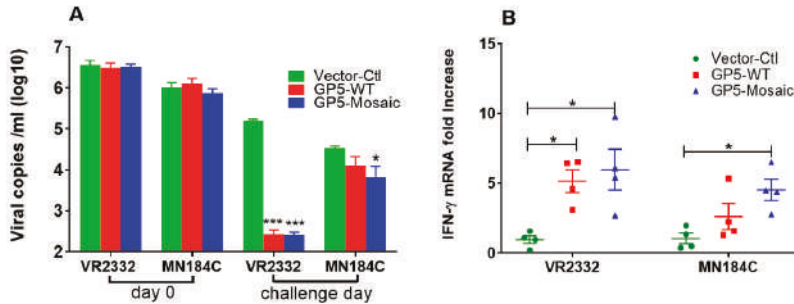 A
Viral copies /ml (log10)
7
6
5
4
3
2
Vector-Ctl
GP5-WT
GP5-Mosaic
*** ***
*
VR2332 MN184C VR2332 MN184C
day 0 challenge day
B
IFN-γ mRNA fold Increase
15
10
5
0
Vector-Ctl
GP5-WT
GP5-Mosaic
*
*
*
VR2332 MN184C